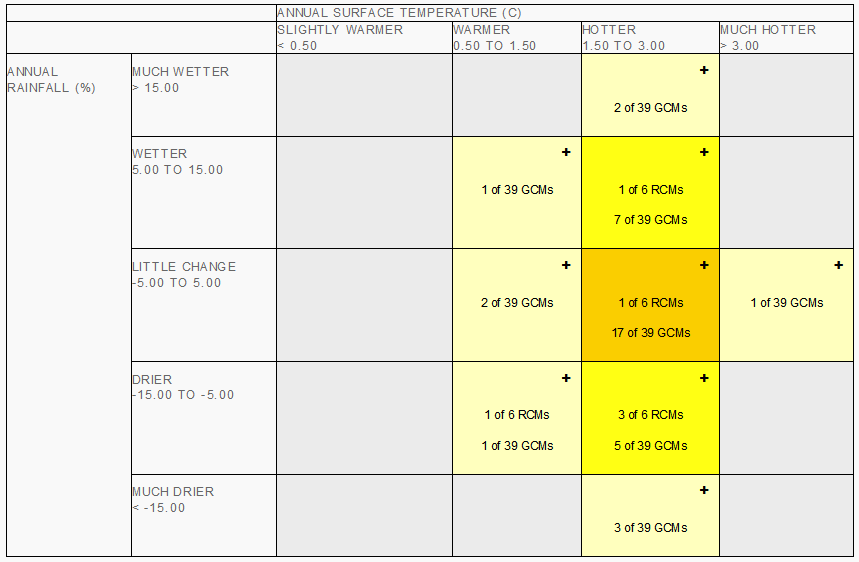 ANNUAL SURFACE TEMPERATURE (C)
SLIGHTLY WARMER WARMER HOTTER MUCH HOTTER
< 0.50 0.50 TO 1.50 1.50 TO 3.00 > 3.00
ANNUAL MUCH WETTER +
RAINFALL (%) > 15.00
2 of 39 GCMs
WETTER + +
5.00 TO 15.00
1 of 39 GCMs 1 of 6 RCMs
7 of 39 GCMs
LITTLE CHANGE + + +
-5.00 TO 5.00
2 of 39 GCMs 1 of 6 RCMs 1 of 39 GCMs
17 of 39 GCMs
DRIER + +
-15.00 TO -5.00
1 of 6 RCMs 3 of 6 RCMs
1 of 39 GCMs 5 of 39 GCMs
MUCH DRIER +
< -15.00
3 of 39 GCMs